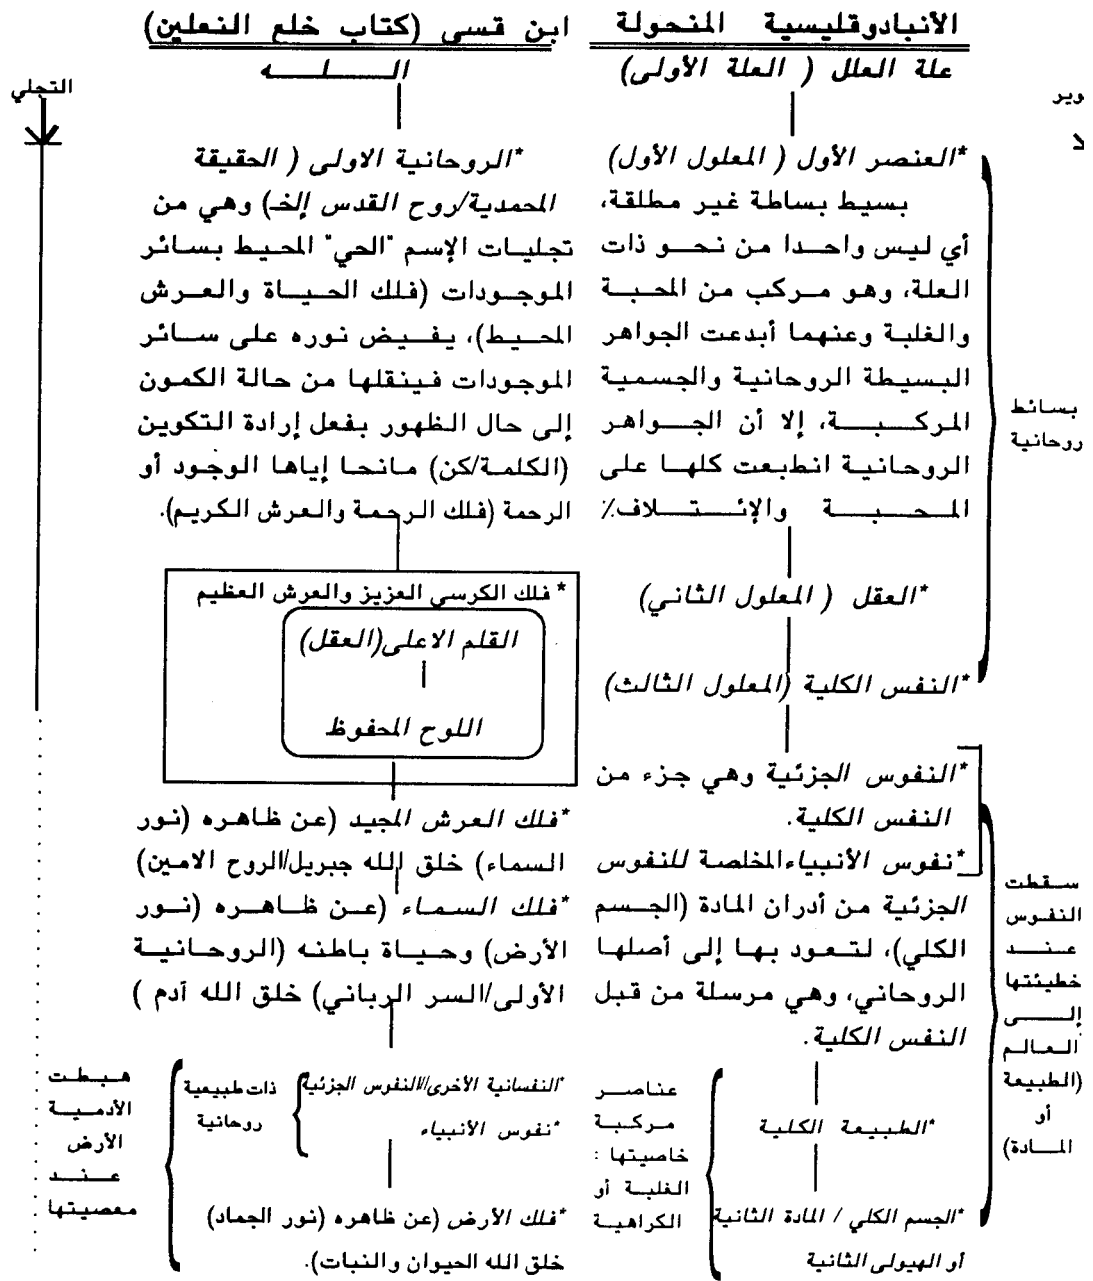 الأنبادوقليسية المنحولة
علة العلل ( العلة الأولى)
*العنصر الأول ( المعلول الأول)
بسيط بساطة غير مطلقة،
أي ليس واحدا من نحو ذات
العلة، وهو مركب من المحبة
والغلبة وعنهما أبدعت الجواهر
البسيطة الروحانية والجسمية
المركبة، إلا أن الجواهر
الروحانية انطبعت كلها على
المحبة والإئتلاف٪
*العقل ( المعلول الثاني)
*النفس الكلية (المعلول الثالث)
*النفوس الجزئية وهي جزء من
النفس الكلية.
*نفوس الأنبياء المخلصة للنفوس
الجزئية من أدران المادة (الجسم
الكلي)، لتعود بها إلى أصلها
الروحاني، وهي مرسلة من قبل
النفس الكلية.
*الطبيعة الكلية
*الجسم الكلي / المادة الثانية
أو الهيولى الثانية
وير
بسائط
روحانية
سقطت
النفوس
عند
خطيئتها
إلى
العالم
(الطبيعة
أو
المادة)
عناصر
مركبة
خاصيتها :
الغلبة أو
الكراهية
ابن قسي (كتاب خلع النعلين)
اللـه
*الروحانية الاولى ( الحقيقة
المحمدية/روح القدس إلخ) وهي من
تجليات الإسم "الحي" المحيط بسائر
الموجودات (فلك الحياة والعرش
المحيط)، يفيض نوره على سائر
الموجودات فينقلها من حالة الكمون
إلى حال الظهور بفعل إرادة التكوين
(الكلمة/كن) مانحا إياها الوجود أو
الرحمة (فلك الرحمة والعرش الكريم).
* فلك الكرسي العزيز والعرش العظيم
القلم الاعلى(العقل)
اللوح المحفوظ
*فلك العرش المجيد (عن ظاهره (نور
السماء) خلق الله جبريل/الروح الامين)
*فلك السماء (عن ظاهره (نور
الأرض) وحياة باطنه (الروحانية
الأولى/السر الرباني) خلق الله آدم )
*النفسانية الأخرى/النفوس الجزئية
*نفوس الأنبياء
*فلك الأرض (عن ظاهره (نور الجماد)
خلق الله الحيوان والنبات).
ذات طبيعية
روحانية
التجلي
هبطت
الأدمية
الأرض
عند
معصيتها